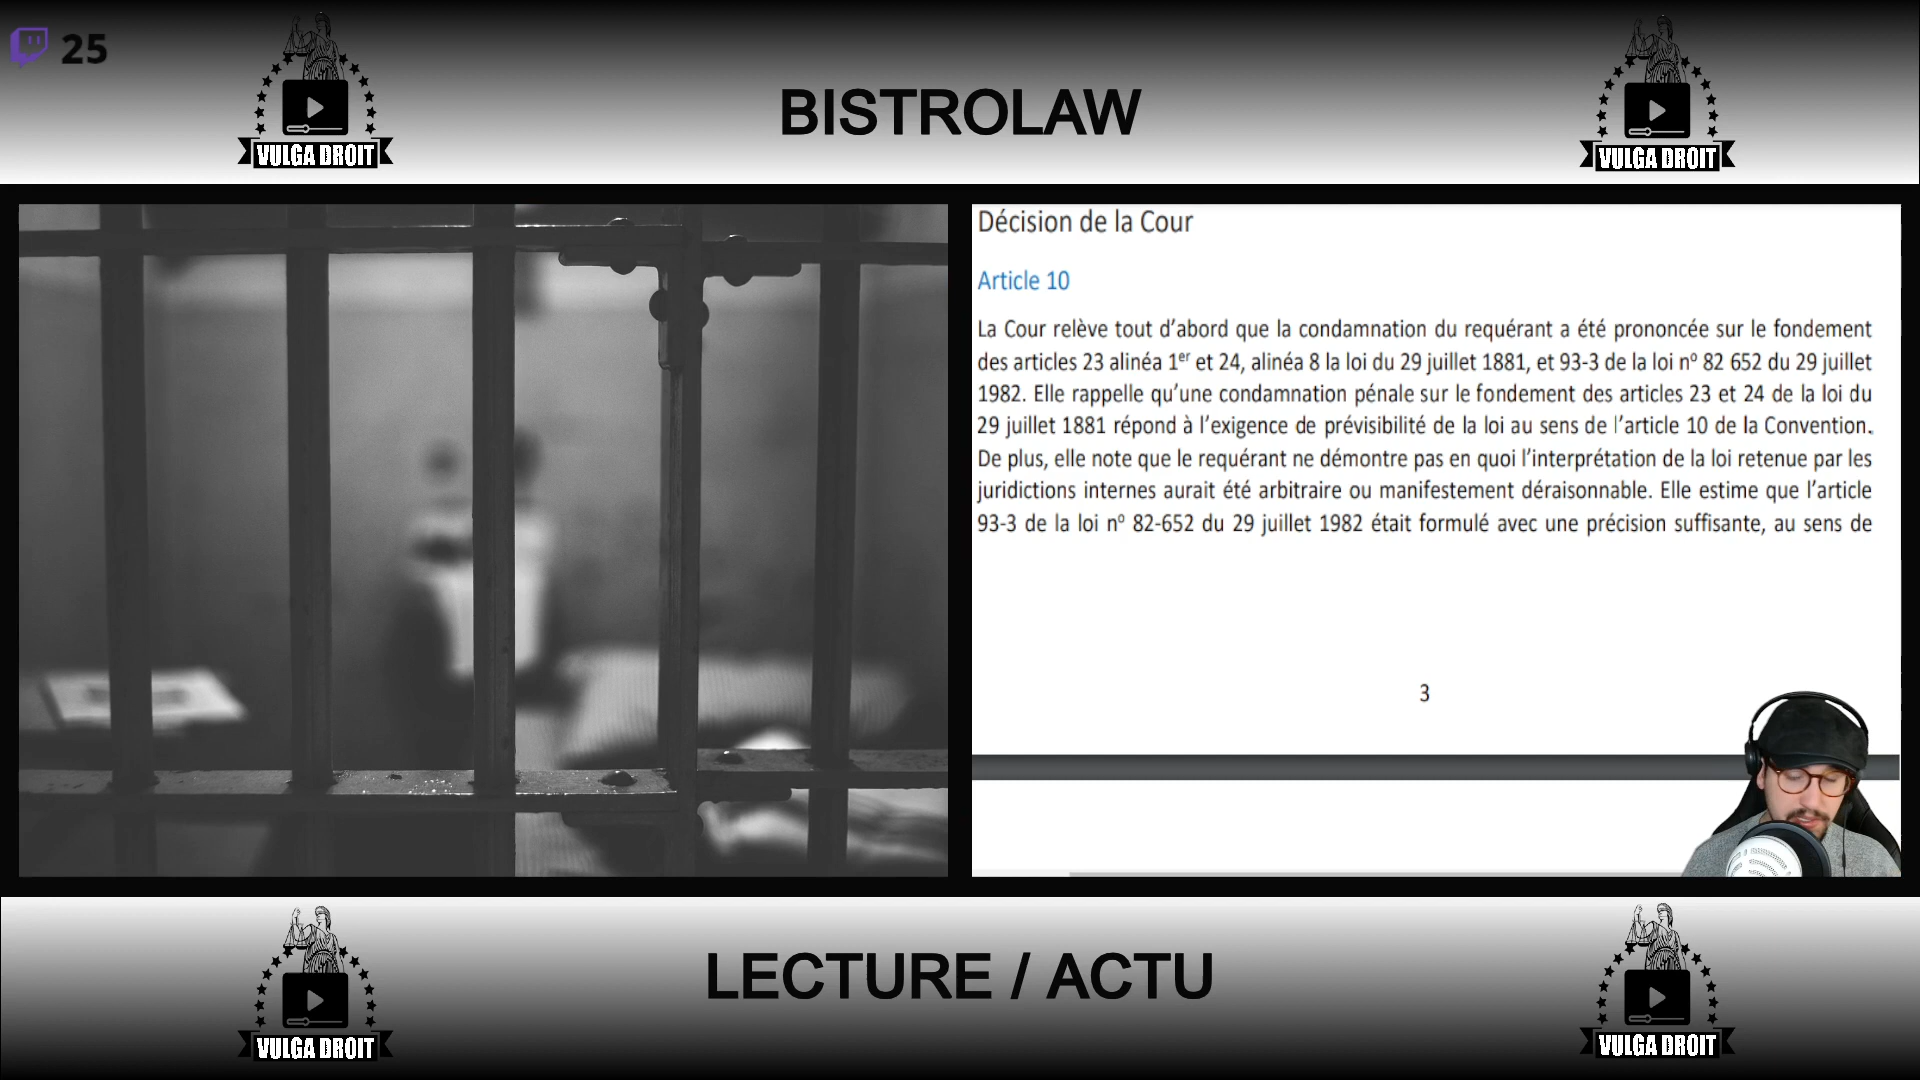 25
VULGA DROIT
BISTROLAW
VULGA DROIT
Décision de la Cour
Article 10
La Cour relève tout d’abord que la condamnation du requérant a été prononcée sur le fondement
des articles 23 alinéa 1er et 24, alinéa 8 la loi du 29 juillet 1881, et 93-3 de la loi nº 82 652 du 29 juillet
1982. Elle rappelle qu’une condamnation pénale sur le fondement des articles 23 et 24 de la loi du
29 juillet 1881 répond à l’exigence de prévisibilité de la loi au sens de l’article 10 de la Convention.
De plus, elle note que le requérant ne démontre pas en quoi l’interprétation de la loi retenue par les
juridictions internes aurait été arbitraire ou manifestement déraisonnable. Elle estime que l’article
93-3 de la loi nº 82-652 du 29 juillet 1982 était formulé avec une précision suffisante, au sens de
3
VULGA DROIT
LECTURE / ACTU
VULGA DROIT